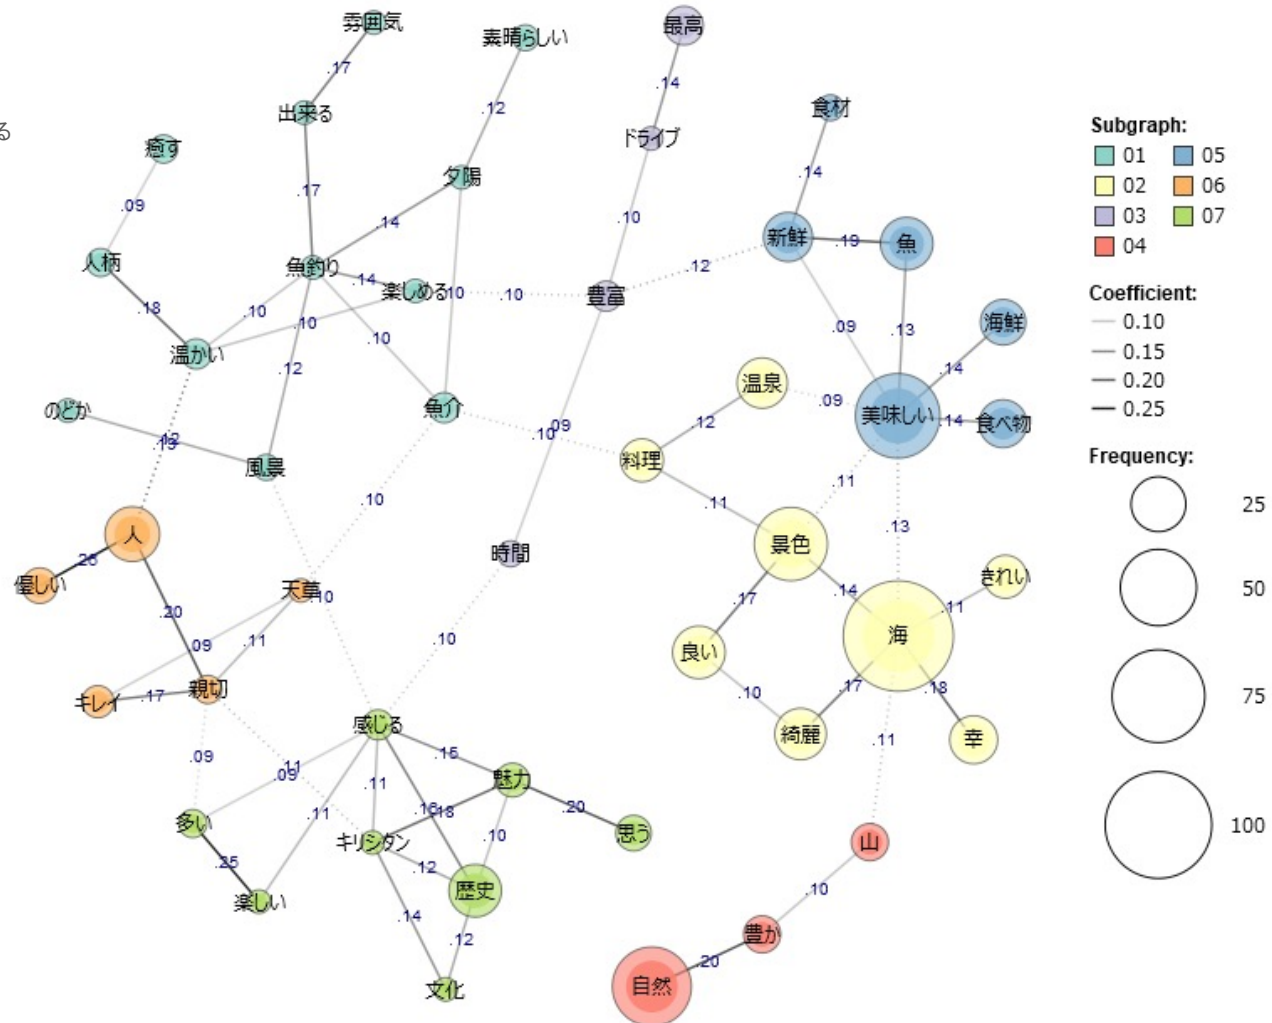 雰囲気
素晴らしい
最高
.17
.12
.14
る
出来る
ドライブ
食材
癒す
夕陽
.14
.09
.17
.14
.10
人柄
魚釣り
.14
楽しめる
.10
.10
豊富
.12
新鮮
.19
魚
.18
.10
.10
.10
.09
.13
海鮮
温かい
.12
温泉
.09
美味しい
.14
.14
食べ物
のどか
魚介
.12
.10
.09
料理
.12
風景
.10
.11
.11
.13
人
.26
優しい
時間
景色
天草
.10
.14
.17
きれい
.11
.20
.09
.11
.10
海
良い
キレイ
.17
親切
.10
.17
.18
綺麗
幸
.11
.09
感じる
.15
.11
.09
.11
.11
魅力
.20
思う
多い
.18
.10
キリシタン
.12
山
.25
楽しい
歴史
.14
.12
.10
文化
豊か
.20
自然
Subgraph:
01 05
02 06
03 07
04
Coefficient:
0.10
0.15
0.20
0.25
Frequency:
25
50
75
100